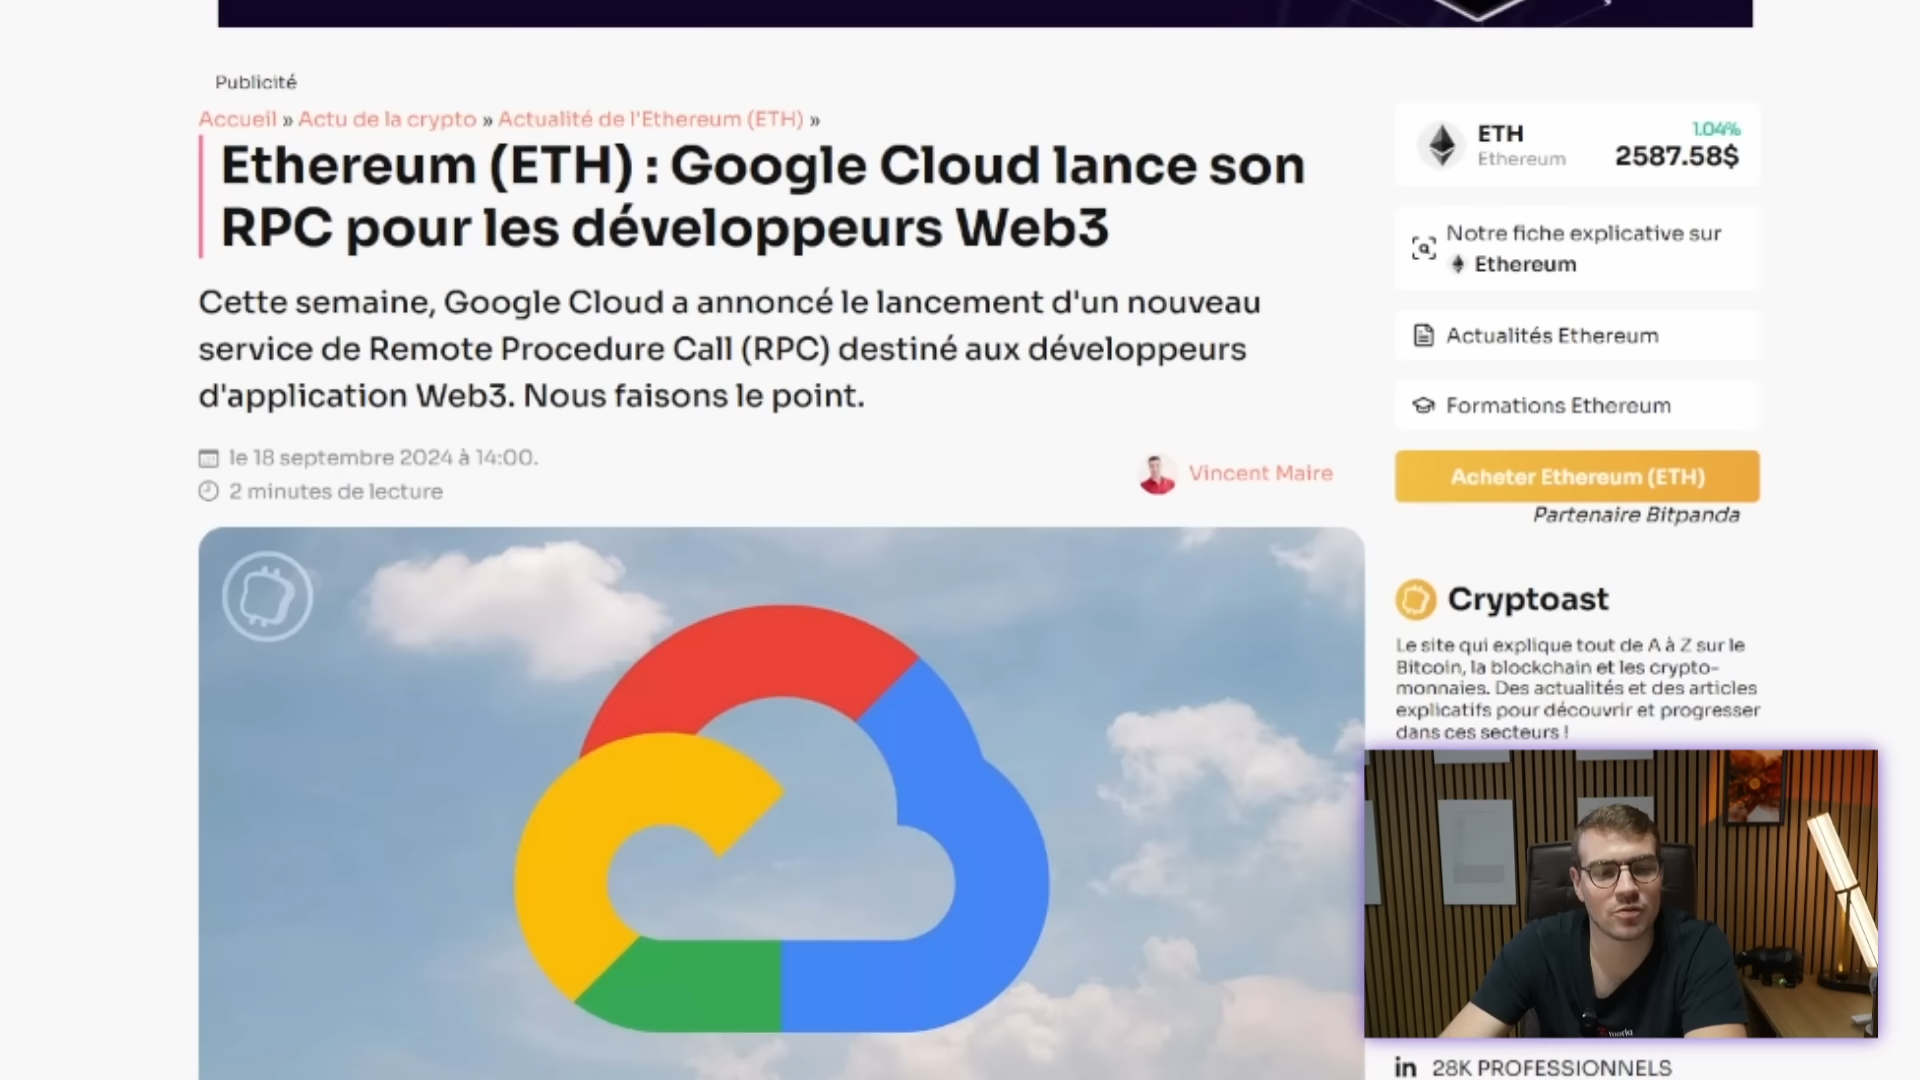 Publicité
Accueil » Actu de la crypto » Actualité de l'Ethereum (ETH) »
Ethereum (ETH) : Google Cloud lance son
RPC pour les développeurs Web3
Cette semaine, Google Cloud a annoncé le lancement d'un nouveau
service de Remote Procedure Call (RPC) destiné aux développeurs
d'application Web3. Nous faisons le point.
le 18 septembre 2024 à 14:00.
2 minutes de lecture
Vincent Maire
ETH
1.04%
Ethereum
2587.58$
Notre fiche explicative sur
Ethereum
Actualités Ethereum
Formations Ethereum
Acheter Ethereum (ETH)
Partenaire Bitpanda
Cryptoast
Le site qui explique tout de A à Z sur le
Bitcoin, la blockchain et les crypto-
monnaies. Des actualités et des articles
explicatifs pour découvrir et progresser
dans ces secteurs !
in 28K PROFESSIONNELS